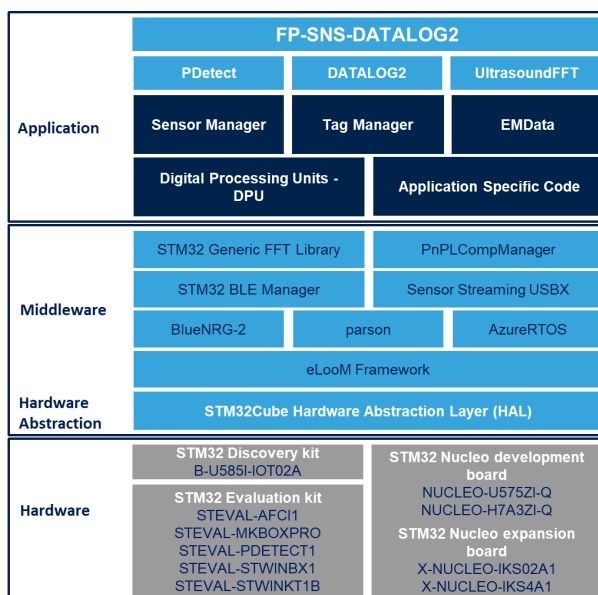 FP-SNS-DATALOG2
PDetect
DATALOG2
UltrasoundFFT
Application
Sensor Manager
Tag Manager
EMData
Digital Processing Units -
DPU
Application Specific Code
Middleware
STM32 Generic FFT Library
PnPLCompManager
STM32 BLE Manager
Sensor Streaming USBX
BlueNRG-2
parson
AzureRTOS
eLooM Framework
Hardware
Abstraction
STM32Cube Hardware Abstraction Layer (HAL)
Hardware
STM32 Discovery kit
B-U585I-IOT02A
STM32 Evaluation kit
STEVAL-AFCI1
STEVAL-MKBOXPRO
STEVAL-PDETECT1
STEVAL-STWINBX1
STEVAL-STWINKT1B
STM32 Nucleo development
board
NUCLEO-U575ZI-Q
NUCLEO-H7A3ZI-Q
STM32 Nucleo expansion
board
X-NUCLEO-IKS02A1
X-NUCLEO-IKS4A1